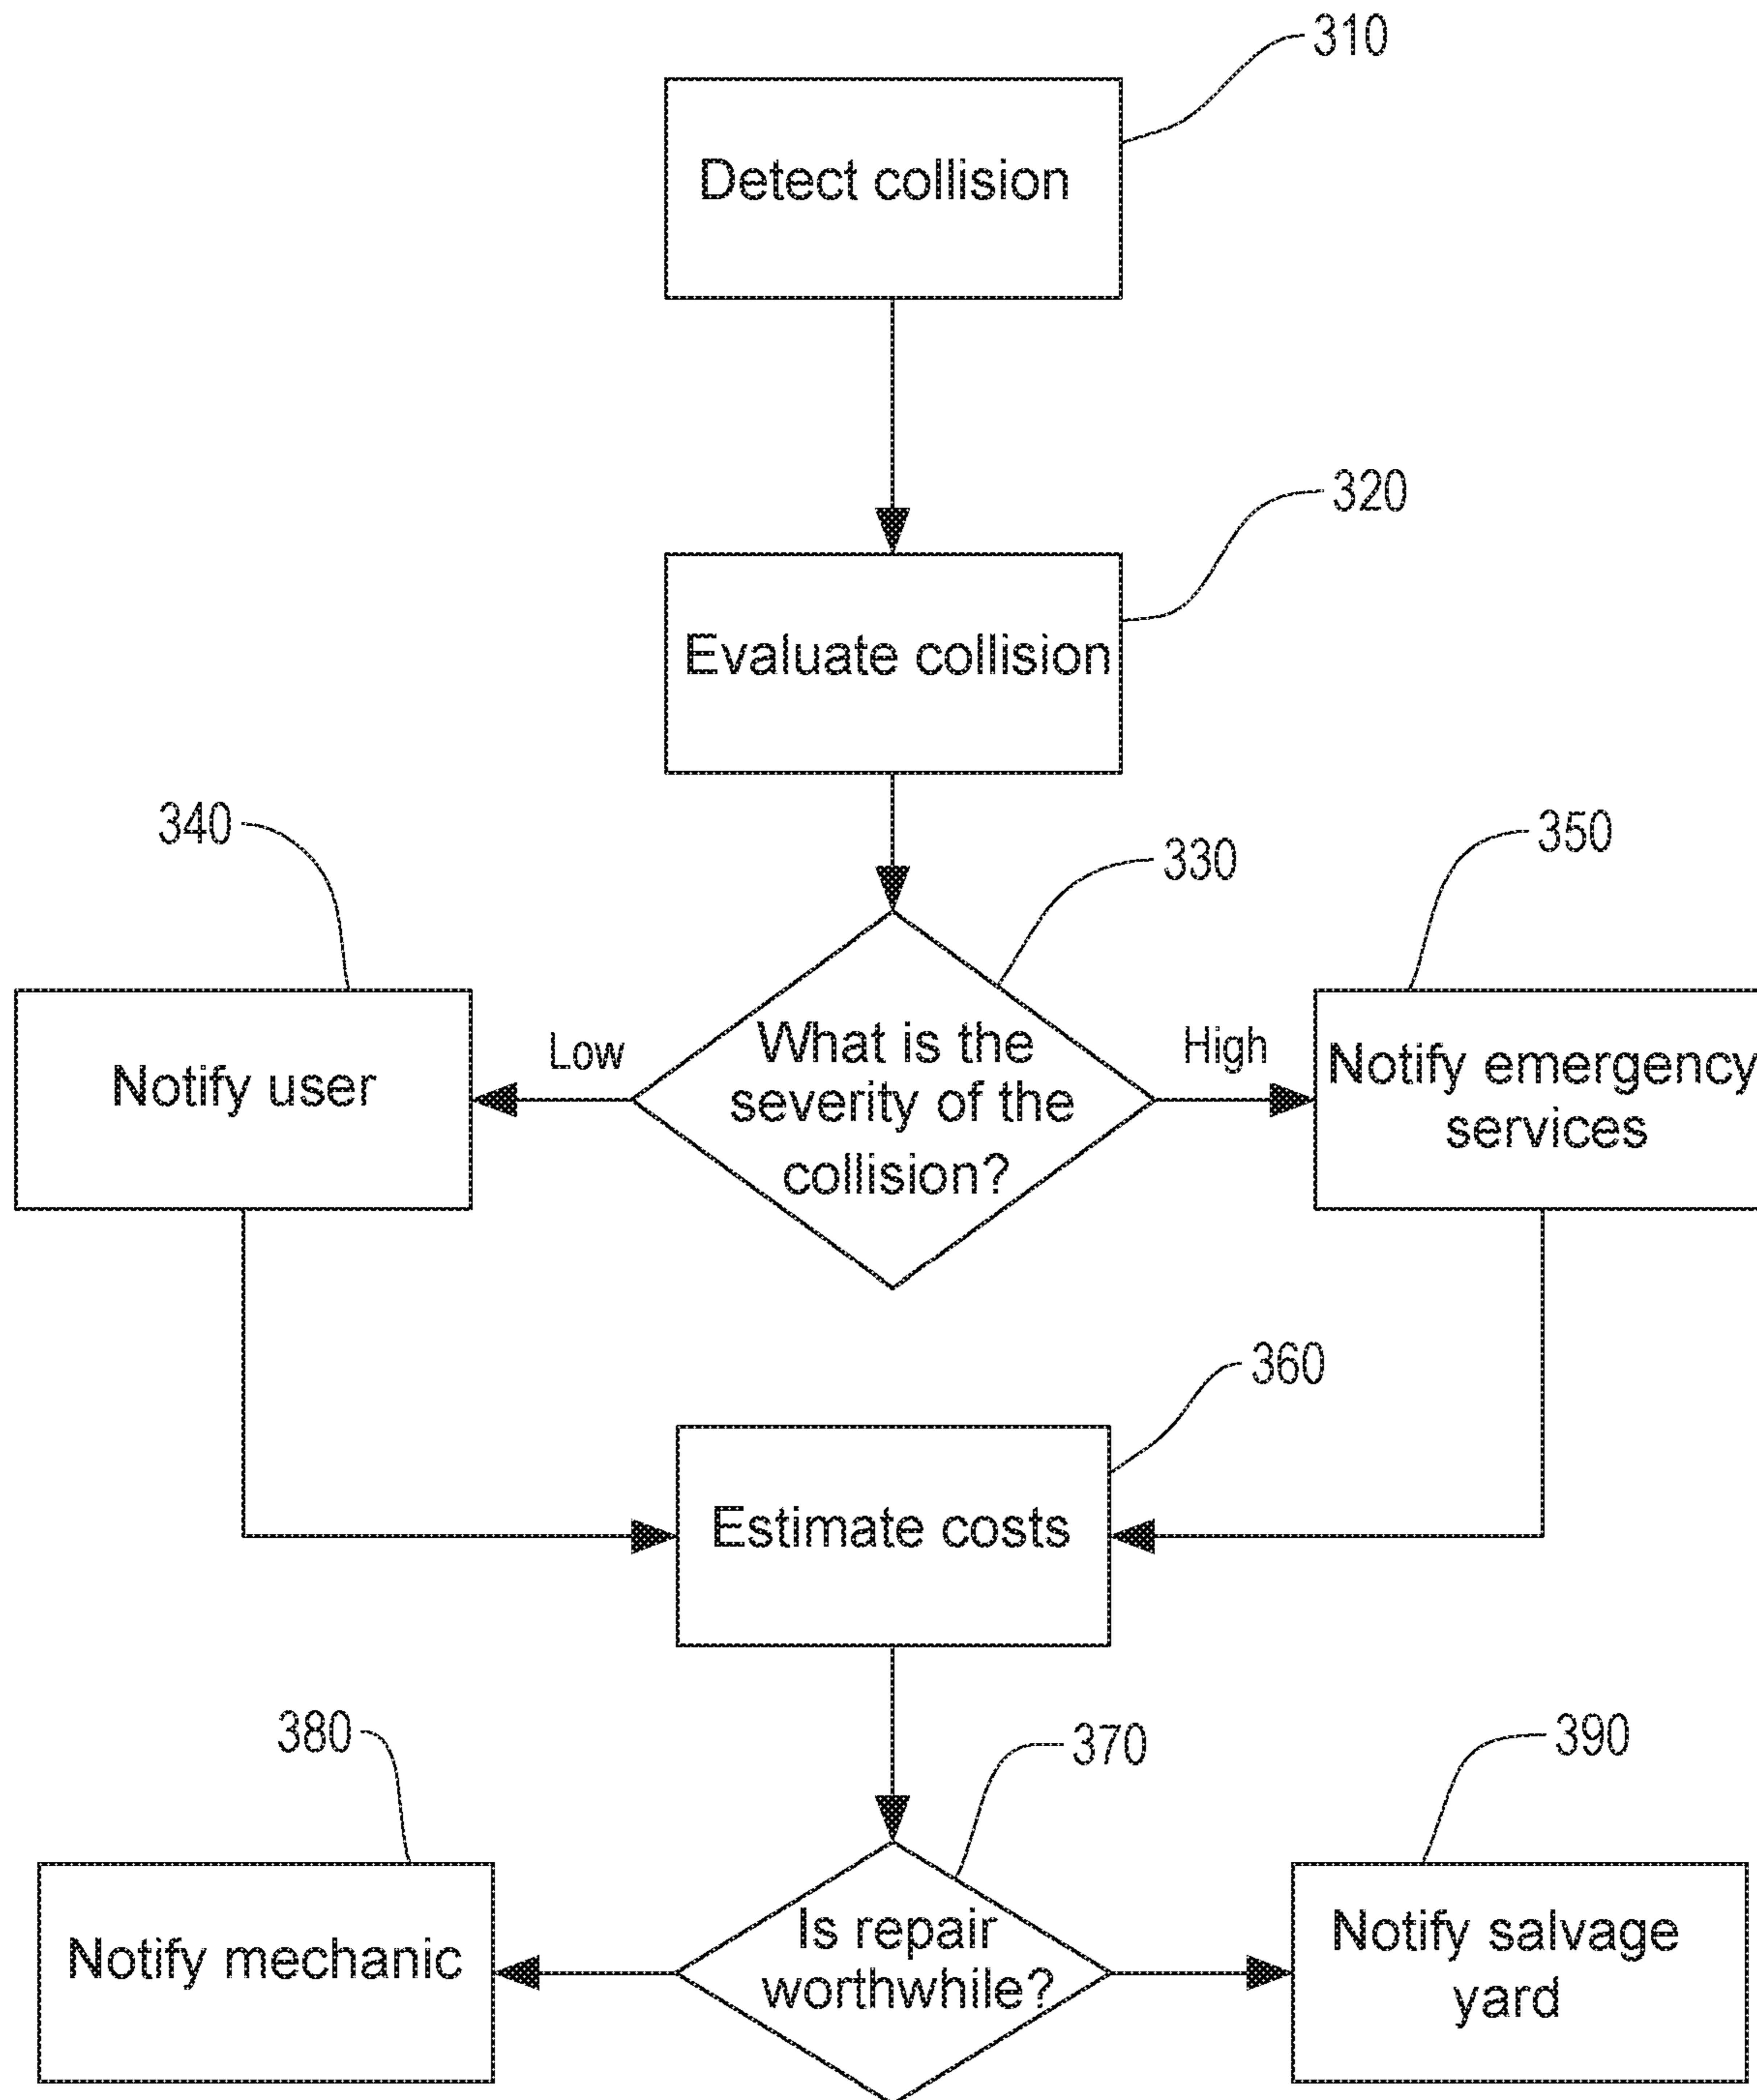 310
Detect collision
320
Evaluate collision
340
330
350
Low
What is the
severity of the
collision?
High
Notify user
Notify emergency
services
360
Estimate costs
380
370
390
Notify mechanic
Is repair
worthwhile?
Notify salvage
yard